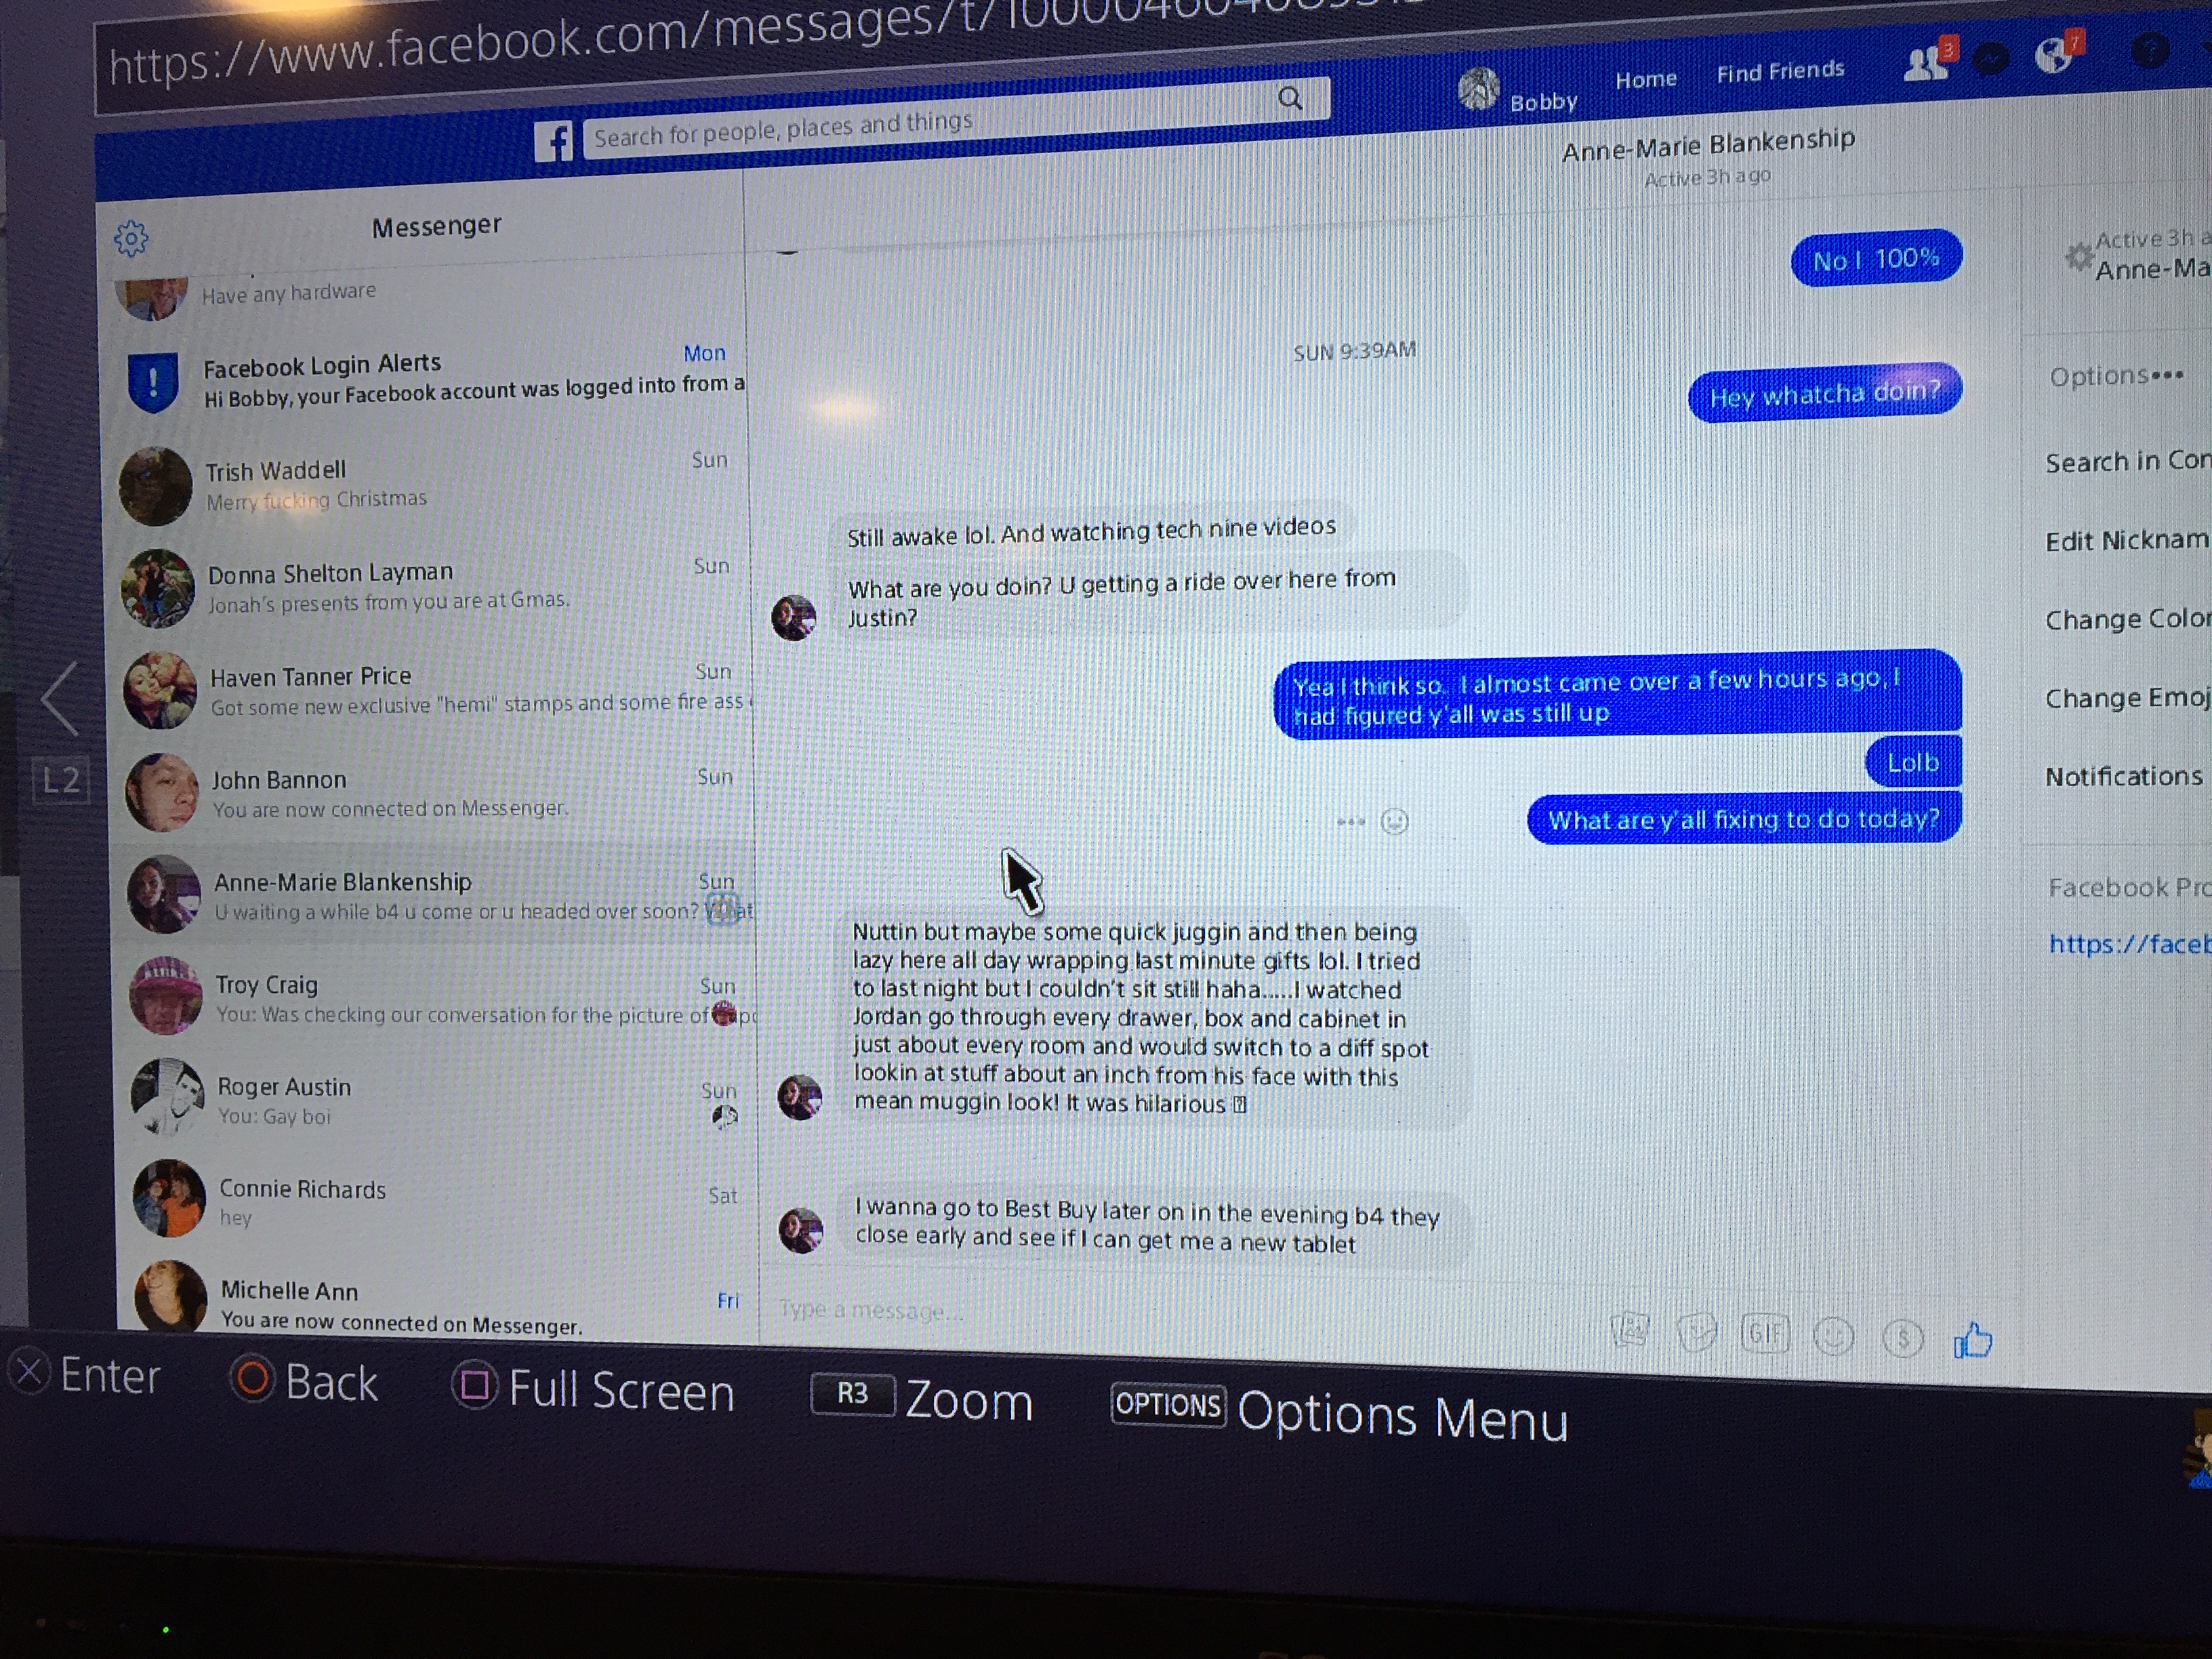 https://www.facebook.com/messages/t/
Search for people, places and things
Bobby
Home
Find Friends
3
7
Messenger
Have any hardware
Facebook Login Alerts
Mon
Hi Bobby, your Facebook account was logged into from a
Trish Waddell
Sun
Merry fucking Christmas
Donna Shelton Layman
Sun
Jonah's presents from you are at Gmas.
Haven Tanner Price
Sun
Got some new exclusive "hemi" stamps and some fire ass
John Bannon
Sun
You are now connected on Messenger.
Anne-Marie Blankenship
Sun
U waiting a while b4 u come or u headed over soon?
Troy Craig
Sun
You: Was checking our conversation for the picture of
Roger Austin
Sun
You: Gay boi
Connie Richards
Sat
hey
Michelle Ann
Fri
You are now connected on Messenger.
Anne-Marie Blankenship
Active 3h ago
No I 100%
SUN 9:39AM
Hey whatcha doin?
Still awake lol. And watching tech nine videos
What are you doin? U getting a ride over here from
Justin?
Yea I think so. I almost came over a few hours ago, I
had figured y'all was still up
Lolb
What are y'all fixing to do today?
Nuttin but maybe some quick juggin and then being
lazy here all day wrapping last minute gifts lol. I tried
to last night but I couldn't sit still haha.....I watched
Jordan go through every drawer, box and cabinet in
just about every room and would switch to a diff spot
lookin at stuff about an inch from his face with this
mean muggin look! It was hilarious
I wanna go to Best Buy later on in the evening b4 they
close early and see if I can get me a new tablet
Type a message...
GIF
Active 3h a
Anne-Ma
Options
Search in Con
Edit Nicknam
Change Color
Change Emoj
Notifications
Facebook Pro
https://faceb
L2
Enter
Back
Full Screen
R3 Zoom
OPTIONS Options Menu